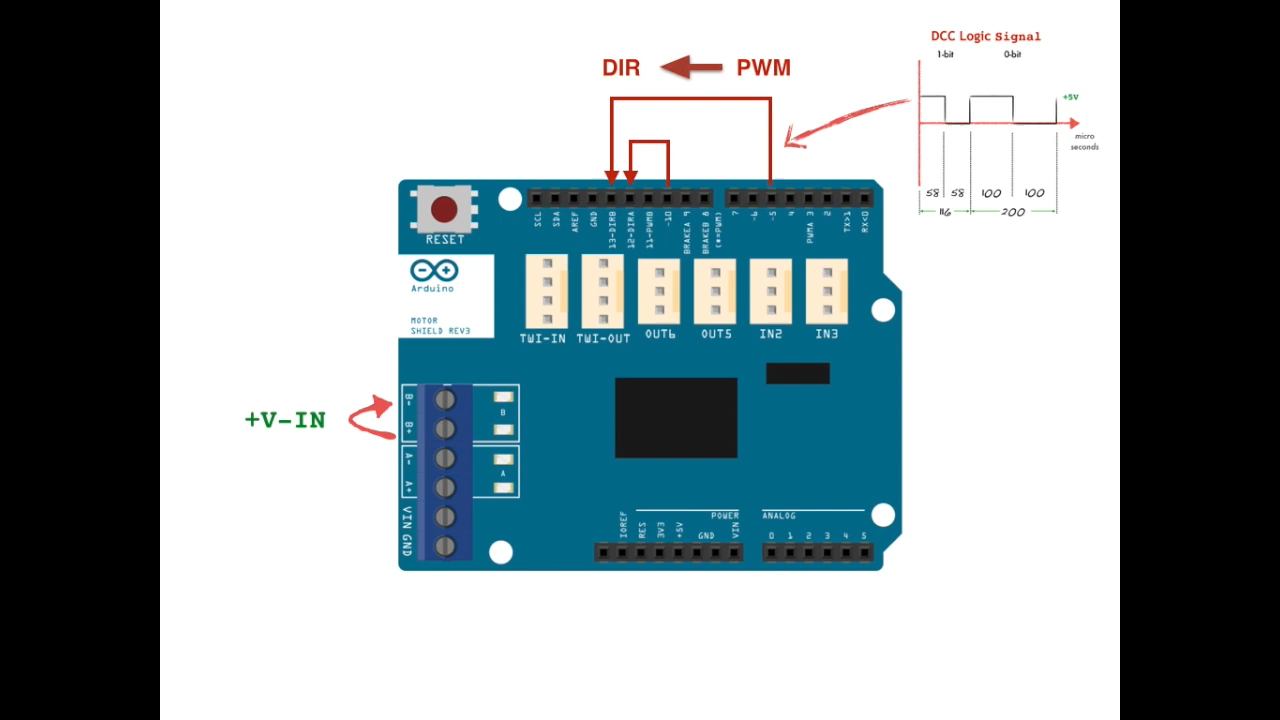 DCC Logic Signal
1-bit 0-bit
+5V
micro
seconds
58 58 100 100
116 200
DIR PWM
RESET
SCL
SDA
AREF
GND
13-DIRB
12-DIRA
11-PWMB
~10
BRAKEA 9
BRAKEB 8
(*=PWM)
7
~6
~5
4
PWMA 3
2
TX>1
RX<0
Arduino
MOTOR
SHIELD REV3
TWI-IN TWI-OUT OUT6 OUT5 IN2 IN3
+V-IN
B-
B+
A-
A+
VIN
GND
B
A
POWER
IOREF
RES
3V3
+5V
GND
VIN
ANALOG
0 1 2 3 4 5